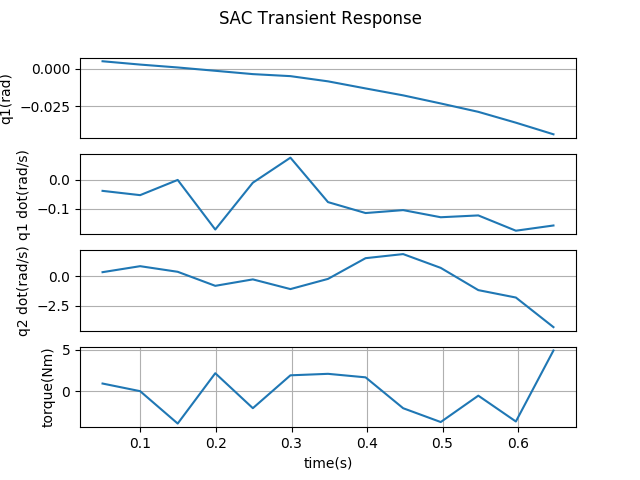 SAC Transient Response
0.000
−0.025
q1(rad)
0.0
−0.1
q1 dot(rad/s)
0.0
−2.5
q2 dot(rad/s)
5
0
torque(Nm)
0.1 0.2 0.3 0.4 0.5 0.6
time(s)